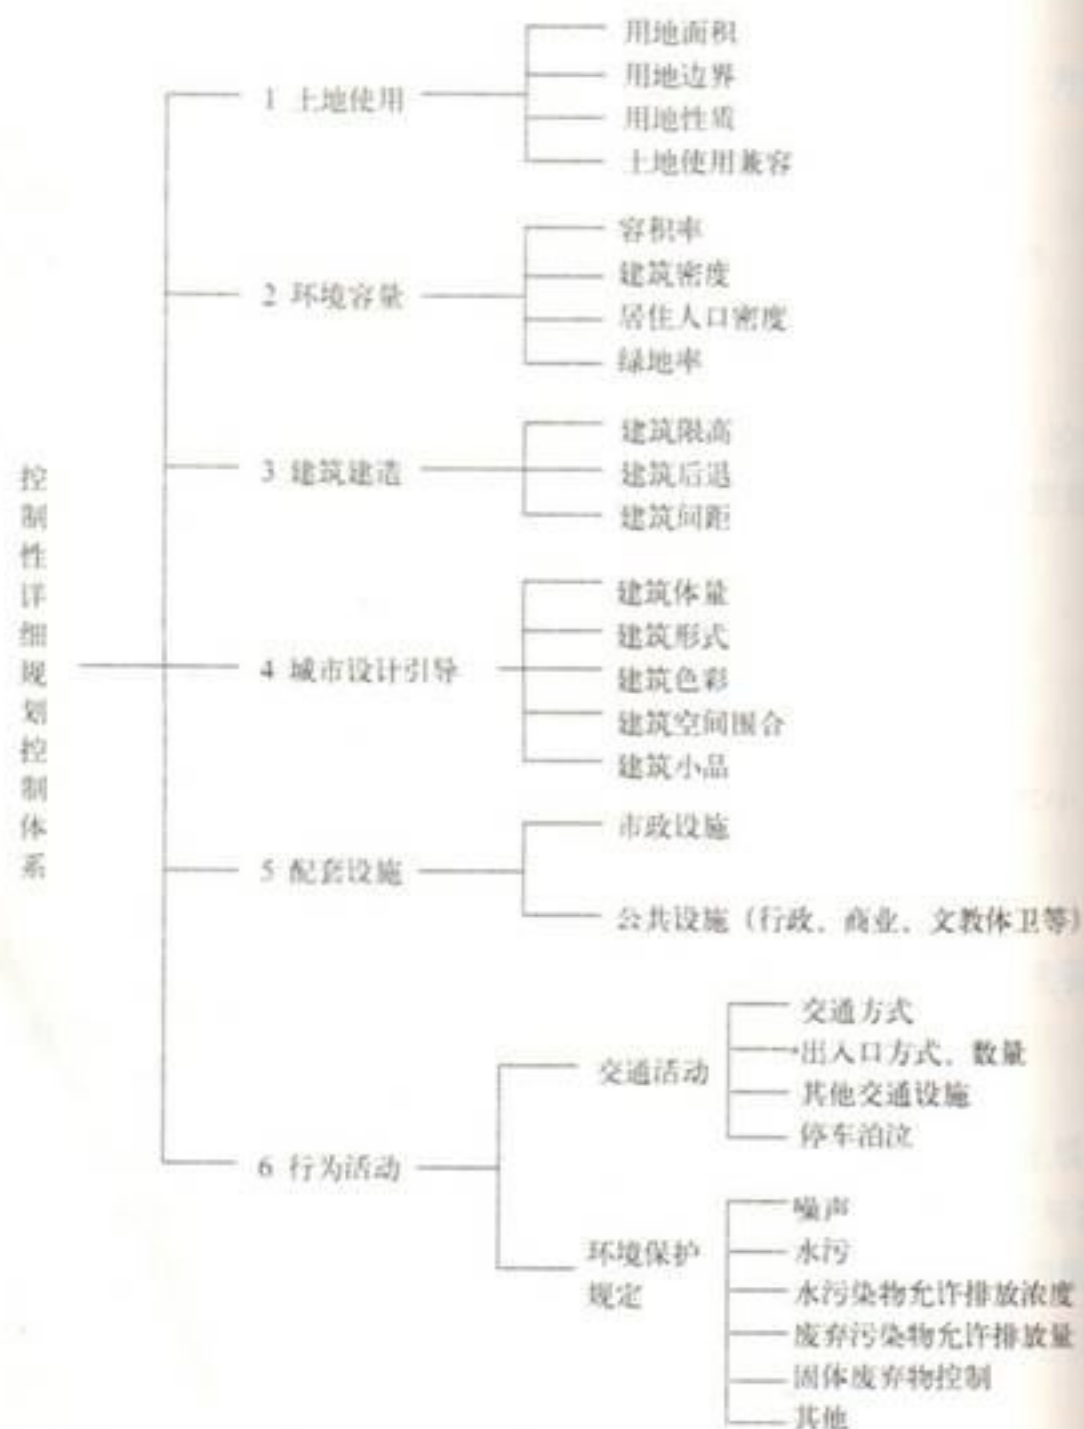 控制性详细规划控制体系
1 土地使用
用地面积
用地边界
用地性质
土地使用兼容
2 环境容量
容积率
建筑密度
居住人口密度
绿地率
3 建筑建造
建筑限高
建筑后退
建筑间距
4 城市设计引导
建筑体量
建筑形式
建筑色彩
建筑空间围合
建筑小品
5 配套设施
市政设施
公共设施（行政、商业、文教体卫等）
6 行为活动
交通活动
交通方式
出入口方式、数量
其他交通设施
停车泊泣
环境保护
规定
噪声
水污
水污染物允许排放浓度
废弃污染物允许排放量
固体废弃物控制
其他